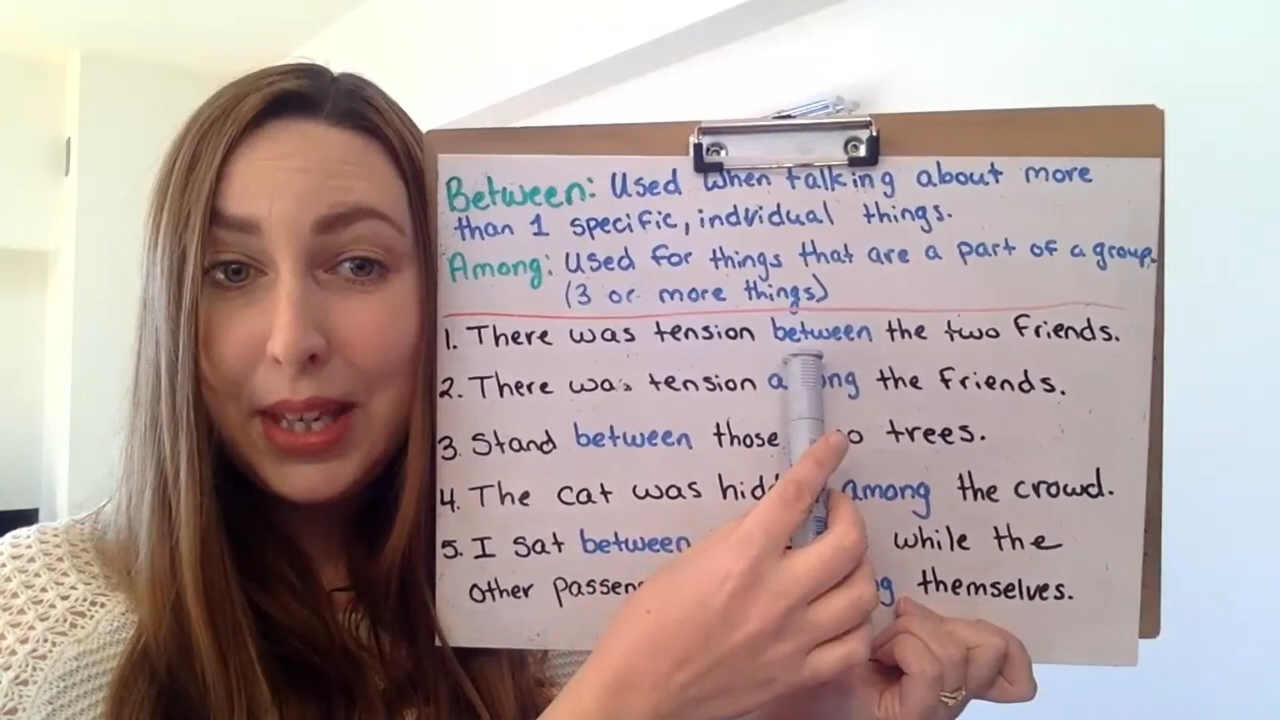 Between: Used when talking about more
than 1 specific, indvidual things.
Among: Used for things that are a part of a group.
(3 or more things)
1. There was tension between the two friends.
2. There was tension among the friends.
3. Stand between those trees.
4. The cat was among the crowd.
5. I sat between while the
other themselves.